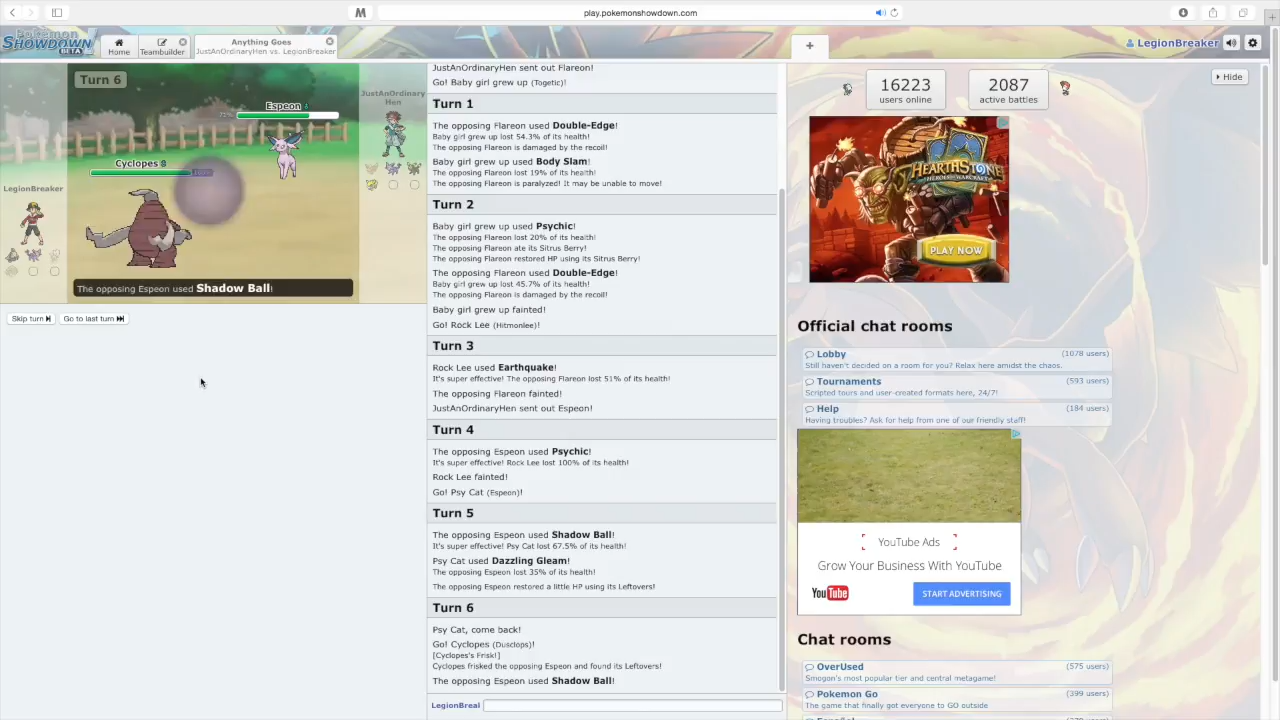 play.pokemonshowdown.com
M
Pokémon
SHOWDOWN
BETA
Home
Teambuilder
Anything Goes
JustAnOrdinaryHen vs. LegionBreaker
+
LegionBreaker
Turn 6
Espeon
71%
Cyclopes
100%
LegionBreaker
JustAnOrdinary
Hen
The opposing Espeon used Shadow Ball!
Skip turn
Go to last turn
JustAnOrdinaryHen sent out Flareon!
Go! Baby girl grew up (Togetic)!
Turn 1
The opposing Flareon used Double-Edge!
Baby girl grew up lost 54.3% of its health!
The opposing Flareon is damaged by the recoil!
Baby girl grew up used Body Slam!
The opposing Flareon lost 19% of its health!
The opposing Flareon is paralyzed! It may be unable to move!
Turn 2
Baby girl grew up used Psychic!
The opposing Flareon lost 20% of its health!
The opposing Flareon ate its Sitrus Berry!
The opposing Flareon restored HP using its Sitrus Berry!
The opposing Flareon used Double-Edge!
Baby girl grew up lost 45.7% of its health!
The opposing Flareon is damaged by the recoil!
Baby girl grew up fainted!
Go! Rock Lee (Hitmonlee)!
Turn 3
Rock Lee used Earthquake!
It's super effective! The opposing Flareon lost 51% of its health!
The opposing Flareon fainted!
JustAnOrdinaryHen sent out Espeon!
Turn 4
The opposing Espeon used Psychic!
It's super effective! Rock Lee lost 100% of its health!
Rock Lee fainted!
Go! Psy Cat (Espeon)!
Turn 5
The opposing Espeon used Shadow Ball!
It's super effective! Psy Cat lost 67.5% of its health!
Psy Cat used Dazzling Gleam!
The opposing Espeon lost 35% of its health!
The opposing Espeon restored a little HP using its Leftovers!
Turn 6
Psy Cat, come back!
Go! Cyclopes (Dusclops)!
[Cyclopes's Frisk!]
Cyclopes frisked the opposing Espeon and found its Leftovers!
The opposing Espeon used Shadow Ball!
LegionBreal
16223
users online
2087
active battles
Hide
HEARTHSTONE
HEROES OF WARCRAFT
PLAY NOW
Official chat rooms
Lobby (1078 users)
Still haven't decided on a room for you? Relax here amidst the chaos.
Tournaments (593 users)
Scripted tours and user-created formats here, 24/7!
Help (184 users)
Having troubles? Ask for help from one of our friendly staff!
YouTube Ads
Grow Your Business With YouTube
YouTube
START ADVERTISING
Chat rooms
OverUsed (575 users)
Smogon's most popular tier and central metagame!
Pokemon Go (399 users)
The game that finally got everyone to GO outside